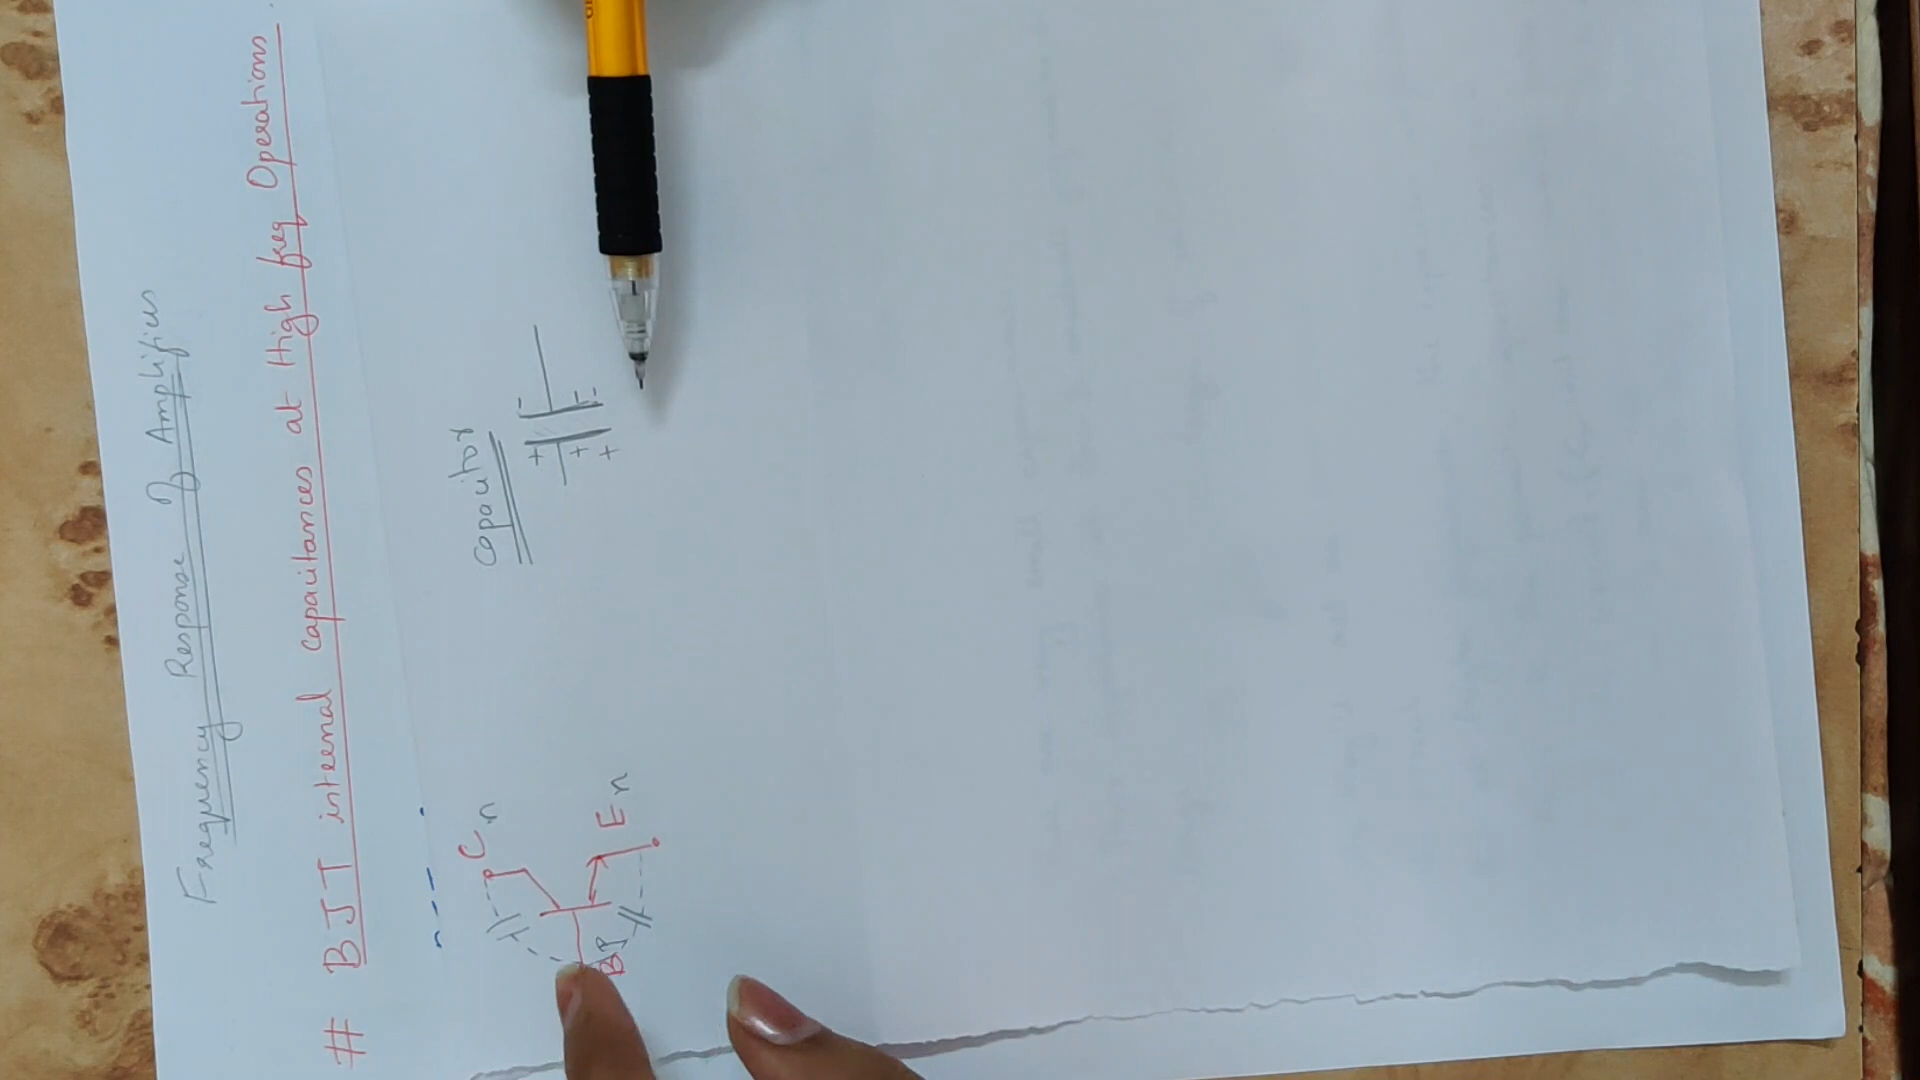 Frequency Response of Amplifiers
# BJT internal capacitances at High freq Operations.
Capacitor
+ -
+ -
+ -
C n
B P
E n